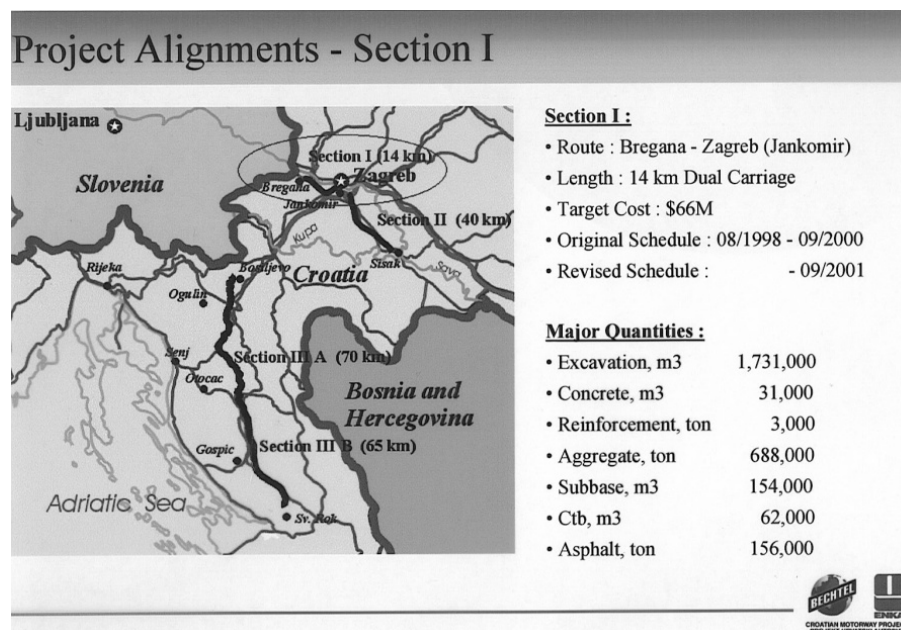 Project Alignments - Section I
Ljubljana
Slovenia
Section I (14 km)
Zagreb
Bregana
Jankomir
Section II (40 km)
Kupa
Sisak
Sava
Rijeka
Bosiljevo
Croatia
Ogulin
Senj
Section III A (70 km)
Otocac
Bosnia and
Hercegovina
Gospic
Section III B (65 km)
Adriatic Sea
Sv. Rok
Section I :
• Route : Bregana - Zagreb (Jankomir)
• Length : 14 km Dual Carriage
• Target Cost : $66M
• Original Schedule : 08/1998 - 09/2000
• Revised Schedule : - 09/2001
Major Quantities :
• Excavation, m3 1,731,000
• Concrete, m3 31,000
• Reinforcement, ton 3,000
• Aggregate, ton 688,000
• Subbase, m3 154,000
• Ctb, m3 62,000
• Asphalt, ton 156,000
BECHTEL
ENKA
CROATIAN MOTORWAY PROJEC